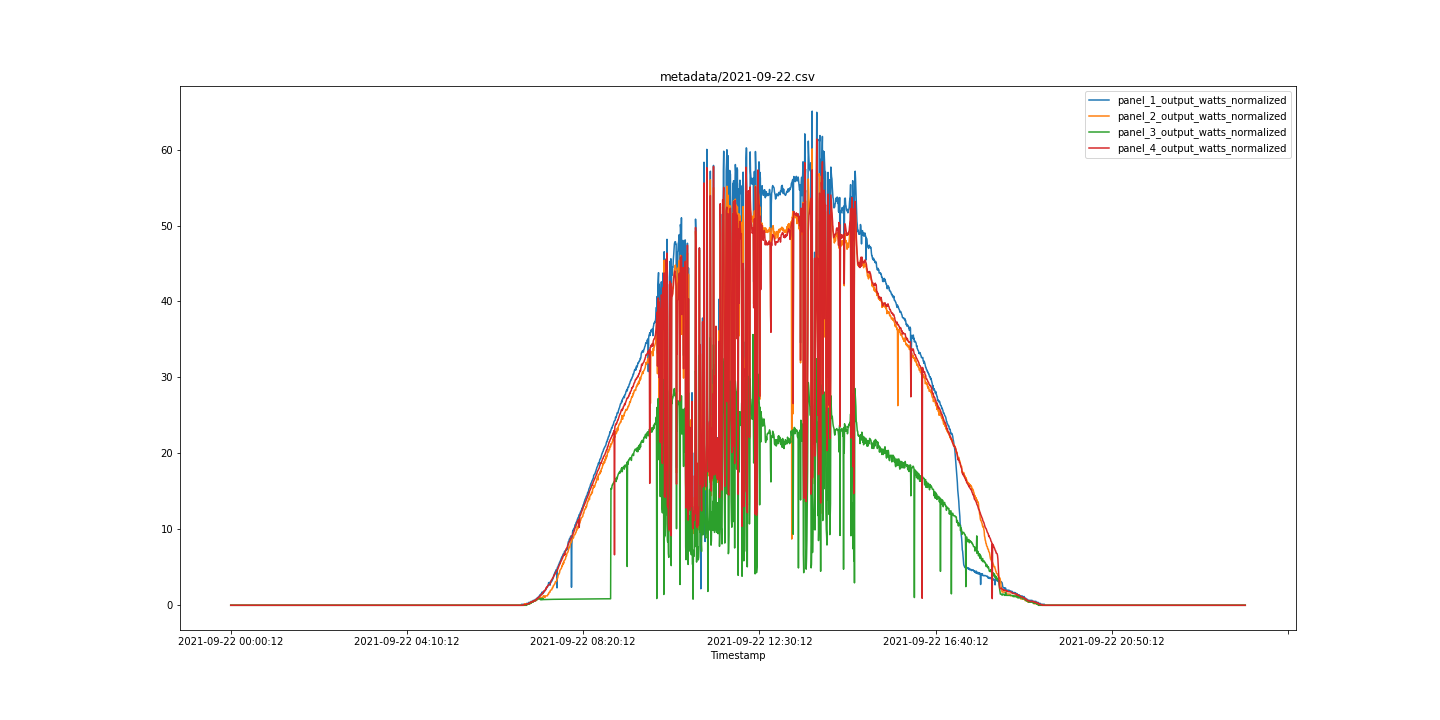 metadata/2021-09-22.csv
panel_1_output_watts_normalized
panel_2_output_watts_normalized
panel_3_output_watts_normalized
panel_4_output_watts_normalized
60
50
40
30
20
10
0
2021-09-22 00:00:12 2021-09-22 04:10:12 2021-09-22 08:20:12 2021-09-22 12:30:12 2021-09-22 16:40:12 2021-09-22 20:50:12
Timestamp